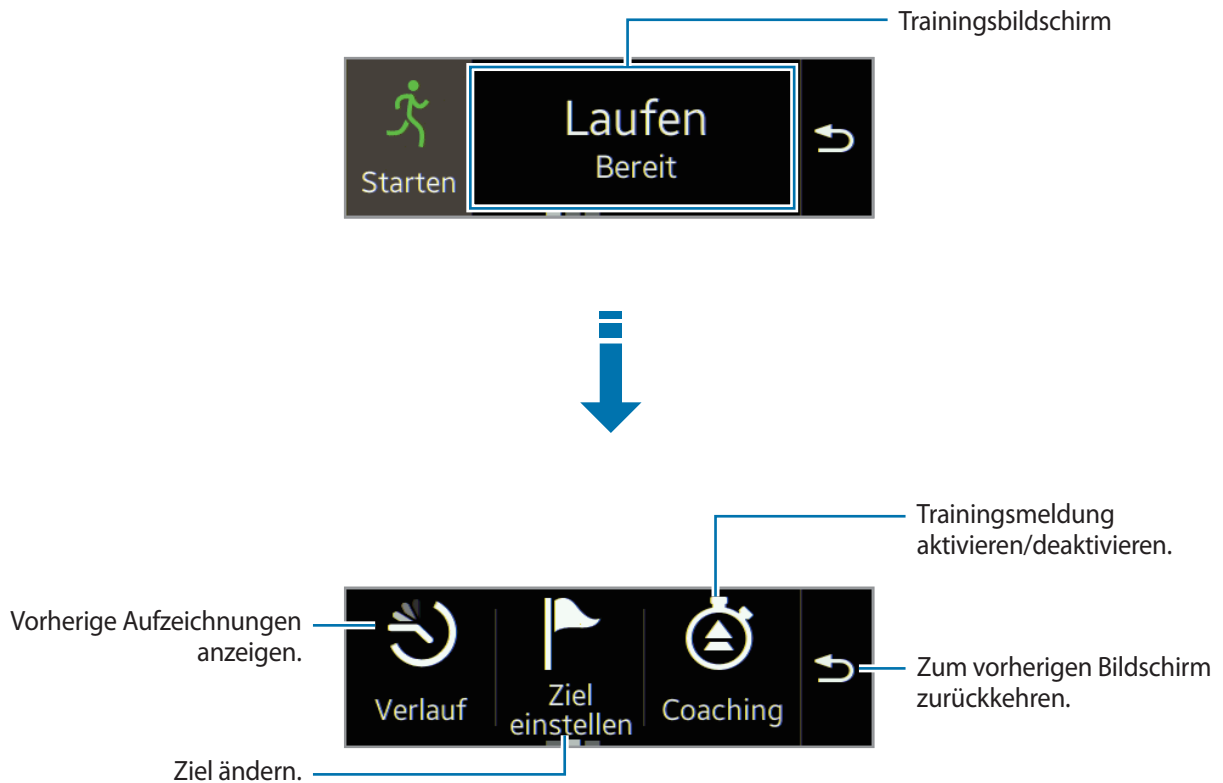 Trainingsbildschirm
Laufen
Bereit
Starten
Trainingsmeldung
aktivieren/deaktivieren.
Vorherige Aufzeichnungen
anzeigen.
Verlauf
Ziel
einstellen
Coaching
Zum vorherigen Bildschirm
zurückkehren.
Ziel ändern.